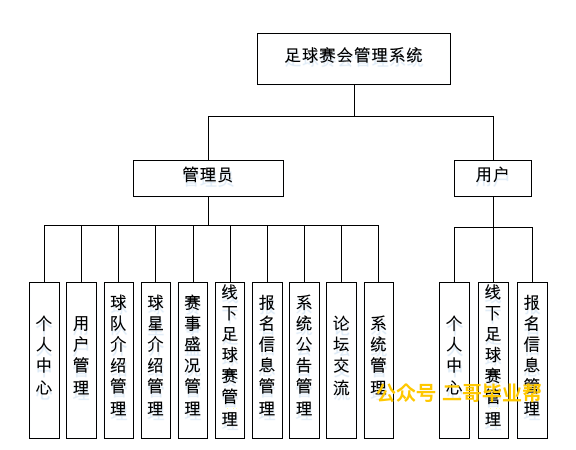 足球赛会管理系统
管理员
用户
个人中心
用户管理
球队介绍管理
球星介绍管理
赛事盛况管理
线下足球赛管理
报名信息管理
系统公告管理
论坛交流
系统管理
个人中心
线下足球赛管理
报名信息管理
公众号 二哥毕业帮